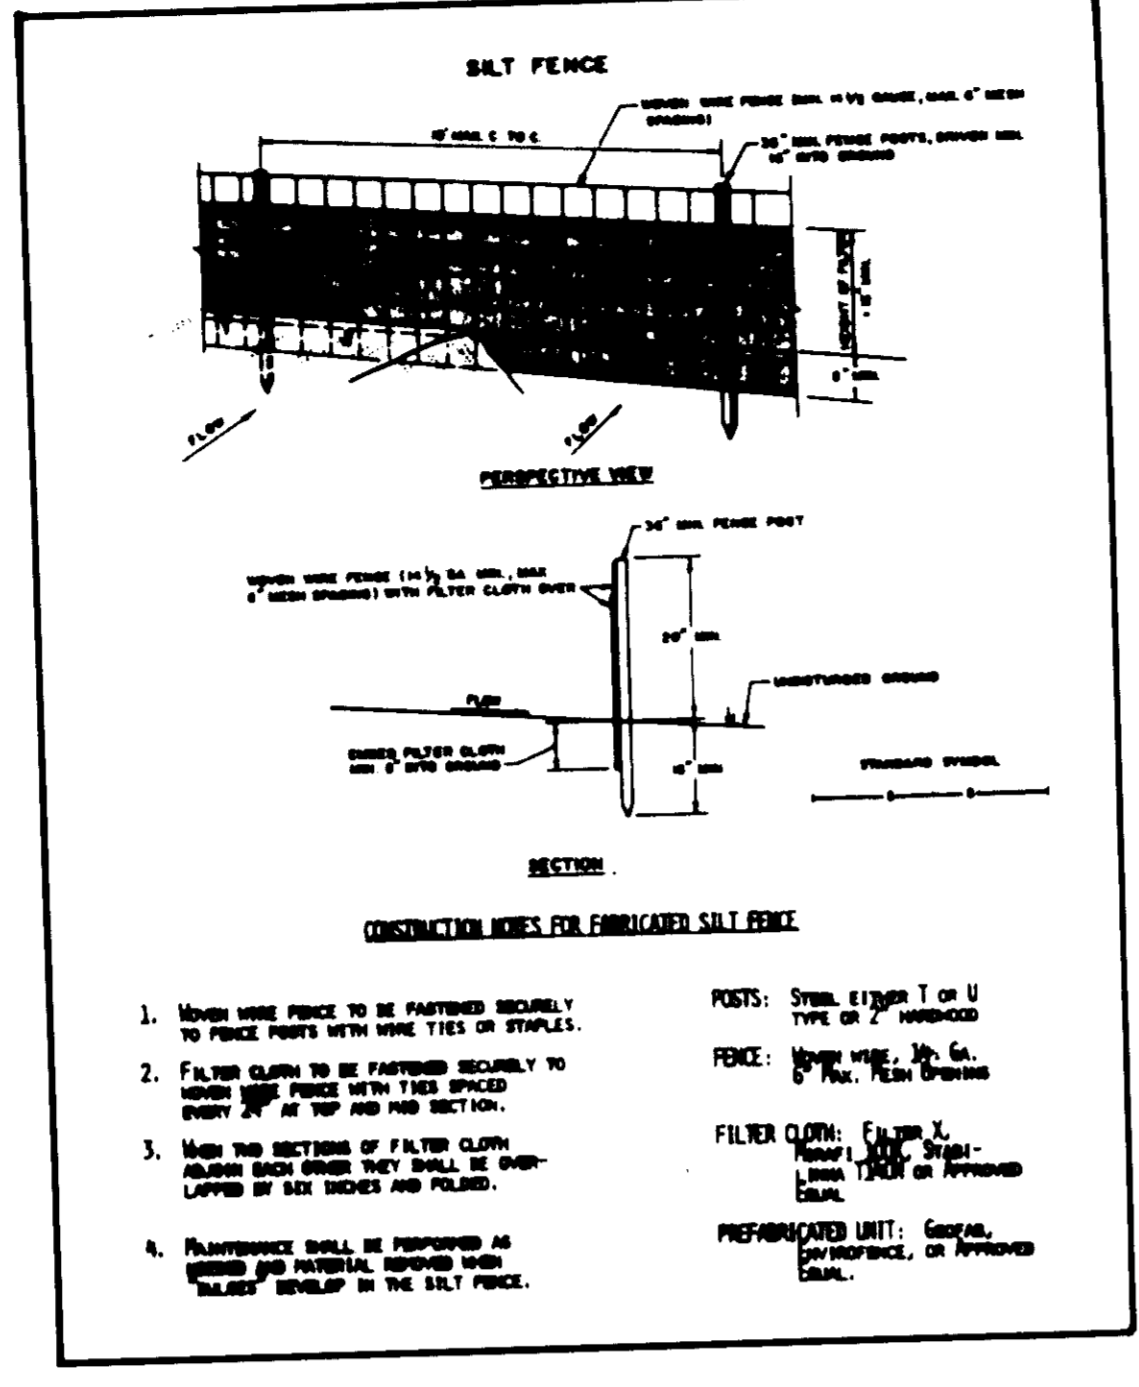 SILT FENCE
WOVEN WIRE FENCE (MIN. 14 1/2 GAUGE, MAX. 6" MESH
SPACING)
10' MAX. C. TO C.
36" MIN. FENCE POSTS, DRIVEN MIN.
16" INTO GROUND
HEIGHT OF FILTER
MIN.
8" MIN.
FLOW
FLOW
PERSPECTIVE VIEW
36" MIN. FENCE POST
WOVEN WIRE FENCE (14 1/2 GA. MIN., MAX
6" MESH SPACING) WITH FILTER CLOTH OVER
20" MIN.
UNDISTURBED GROUND
FLOW
EMBED FILTER CLOTH
MIN. 8" INTO GROUND
16" MIN.
STANDARD SYMBOL
SECTION
CONSTRUCTION NOTES FOR FABRICATED SILT FENCE
1. WOVEN WIRE FENCE TO BE FASTENED SECURELY
TO FENCE POSTS WITH WIRE TIES OR STAPLES.
2. FILTER CLOTH TO BE FASTENED SECURELY TO
WOVEN WIRE FENCE WITH TIES SPACED
EVERY 24" AT TOP AND MID SECTION.
3. WHEN TWO SECTIONS OF FILTER CLOTH
ADJOIN EACH OTHER THEY SHALL BE OVER-
LAPPED BY SIX INCHES AND FOLDED.
4. MAINTENANCE SHALL BE PERFORMED AS
NEEDED AND MATERIAL REMOVED WHEN
"BULGES" DEVELOP IN THE SILT FENCE.
POSTS: STEEL EITHER T OR U
TYPE OR 2" HARDWOOD
FENCE: WOVEN WIRE, GA.
6" MAX. MESH OPENING
FILTER CLOTH: FILTER X,
MIRAFI 100X, STABI-
LINKA T140N OR APPROVED
EQUAL
PREFABRICATED UNIT: GEOFAB,
ENVIROFENCE, OR APPROVED
EQUAL.